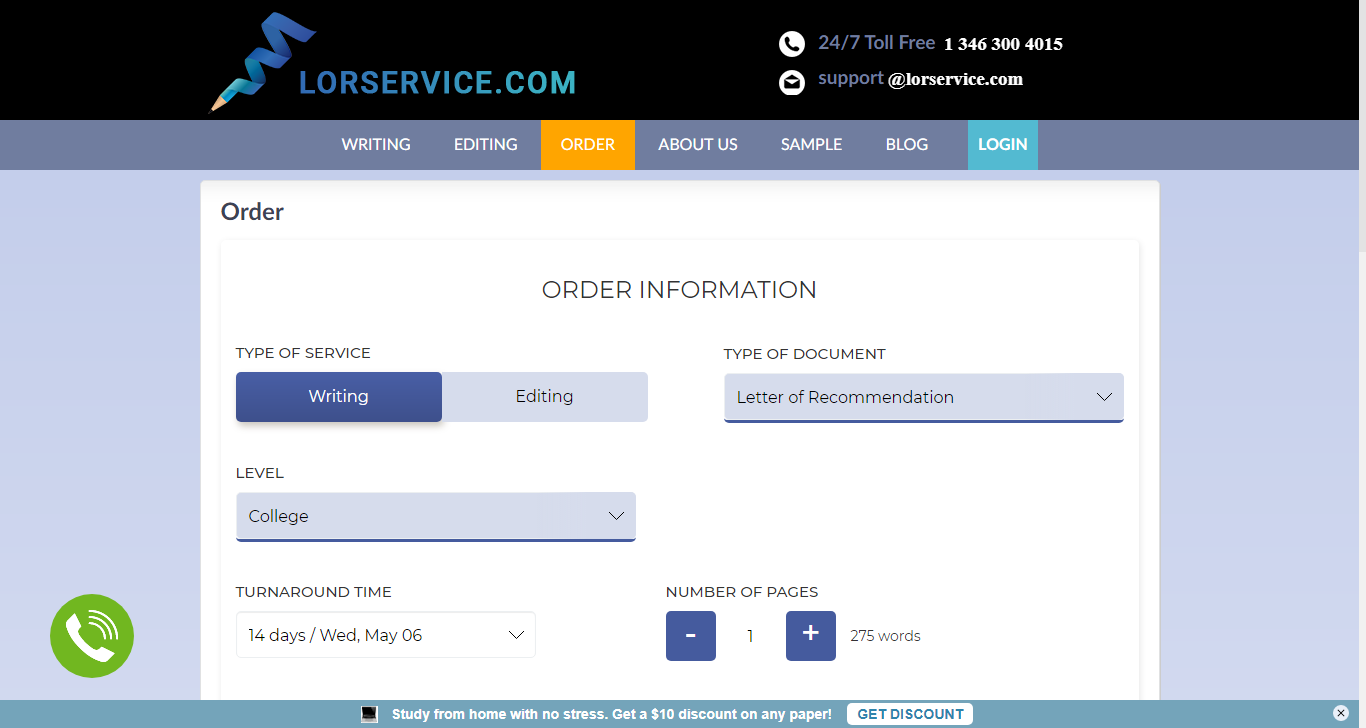 LORSERVICE.COM
24/7 Toll Free 1 346 300 4015
support @lorservice.com
WRITING EDITING ORDER ABOUT US SAMPLE BLOG LOGIN
Order
ORDER INFORMATION
TYPE OF SERVICE
TYPE OF DOCUMENT
Writing Editing
Letter of Recommendation
LEVEL
College
TURNAROUND TIME
NUMBER OF PAGES
14 days / Wed, May 06
- 1 + 275 words
Study from home with no stress. Get a $10 discount on any paper! GET DISCOUNT